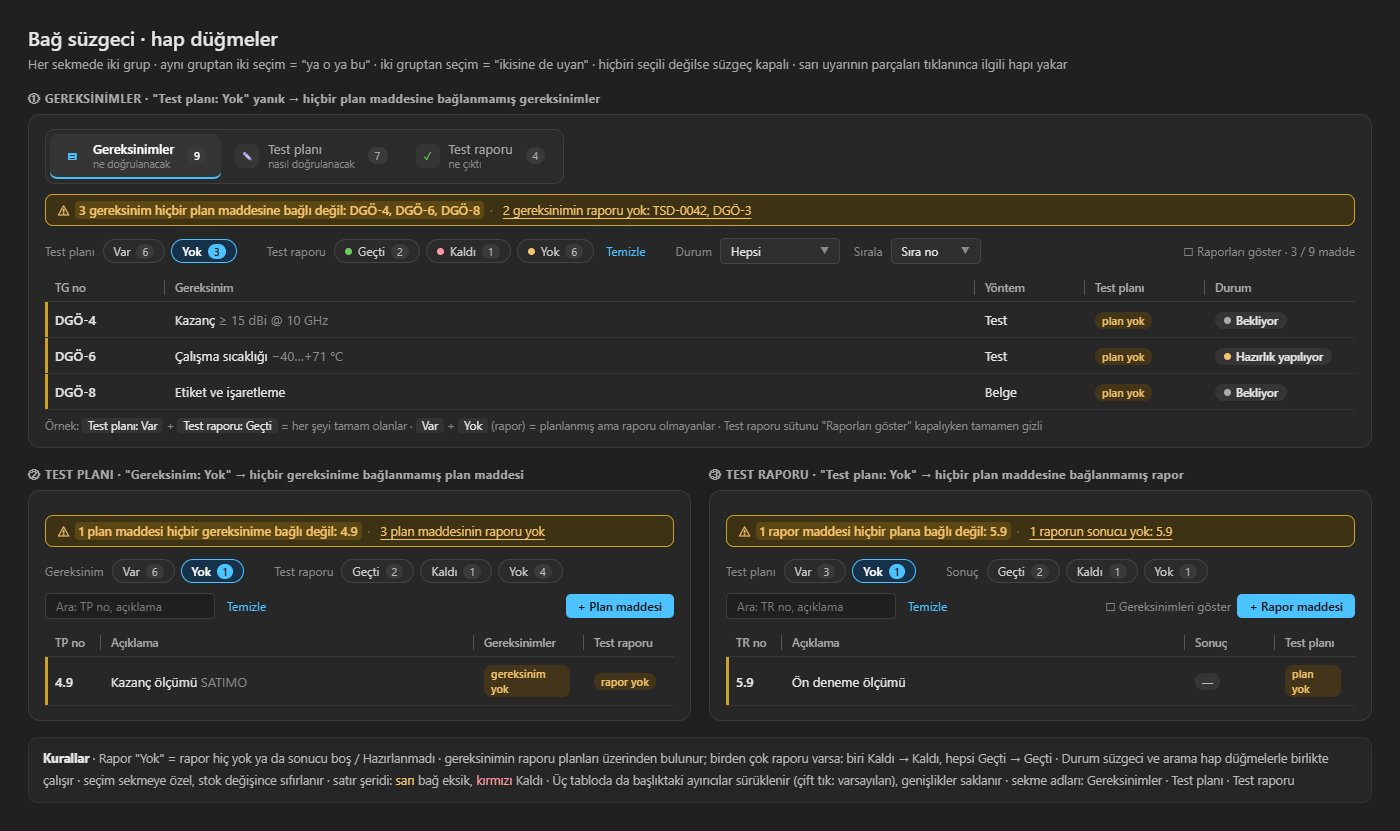 Bağ süzgeci · hap düğmeler
Her sekmede iki grup · aynı gruptan iki seçim = "ya o ya bu" · iki gruptan seçim = "ikisine de uyan" · hiçbiri seçili değilse süzgeç kapalı · sarı uyarının parçaları tıklanınca ilgili hapı yakar
① GEREKSİNİMLER · "Test planı: Yok" yanık → hiçbir plan maddesine bağlanmamış gereksinimler
Gereksinimler 9 Test planı 7 Test raporu 4
ne doğrulanacak nasıl doğrulanacak ne çıktı
⚠ 3 gereksinim hiçbir plan maddesine bağlı değil: DGÖ-4, DGÖ-6, DGÖ-8 · 2 gereksinimin raporu yok: TSD-0042, DGÖ-3
Test planı Var 6 Yok 3 Test raporu Geçti 2 Kaldı 1 Yok 6 Temizle Durum Hepsi ▼ Sırala Sıra no ▼ ☐ Raporları göster · 3 / 9 madde
TG no Gereksinim Yöntem Test planı Durum
DGÖ-4 Kazanç ≥ 15 dBi @ 10 GHz Test plan yok Bekliyor
DGÖ-6 Çalışma sıcaklığı −40…+71 °C Test plan yok Hazırlık yapılıyor
DGÖ-8 Etiket ve işaretleme Belge plan yok Bekliyor
Örnek: Test planı: Var + Test raporu: Geçti = her şeyi tamam olanlar · Var + Yok (rapor) = planlanmış ama raporu olmayanlar · Test raporu sütunu "Raporları göster" kapalıyken tamamen gizli
② TEST PLANI · "Gereksinim: Yok" → hiçbir gereksinime bağlanmamış plan maddesi
⚠ 1 plan maddesi hiçbir gereksinime bağlı değil: 4.9 · 3 plan maddesinin raporu yok
Gereksinim Var 6 Yok 1 Test raporu Geçti 2 Kaldı 1 Yok 4
Ara: TP no, açıklama Temizle + Plan maddesi
TP no Açıklama Gereksinimler Test raporu
4.9 Kazanç ölçümü SATIMO gereksinim yok rapor yok
③ TEST RAPORU · "Test planı: Yok" → hiçbir plan maddesine bağlanmamış rapor
⚠ 1 rapor maddesi hiçbir plana bağlı değil: 5.9 · 1 raporun sonucu yok: 5.9
Test planı Var 3 Yok 1 Sonuç Geçti 2 Kaldı 1 Yok 1
Ara: TR no, açıklama Temizle ☐ Gereksinimleri göster + Rapor maddesi
TR no Açıklama Sonuç Test planı
5.9 Ön deneme ölçümü — plan yok
Kurallar · Rapor "Yok" = rapor hiç yok ya da sonucu boş / Hazırlanmadı · gereksinimin raporu planları üzerinden bulunur; birden çok raporu varsa: biri Kaldı → Kaldı, hepsi Geçti → Geçti · Durum süzgeci ve arama hap düğmelerle birlikte
çalışır · seçim sekmeye özel, stok değişince sıfırlanır · satır şeridi: sarı bağ eksik, kırmızı Kaldı · Üç tabloda da başlıktaki ayırıcılar sürüklenir (çift tık: varsayılan), genişlikler saklanır · sekme adları: Gereksinimler · Test planı · Test raporu